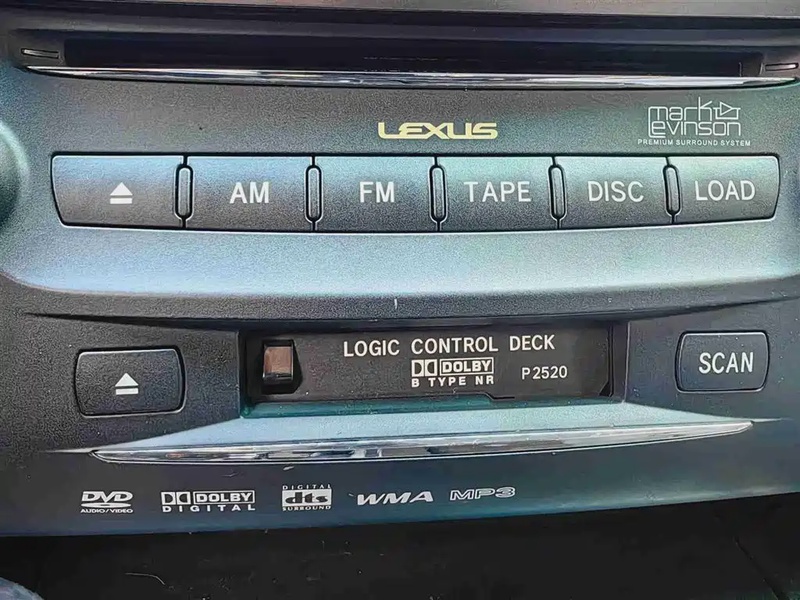 LEXUS
mark levinson
PREMIUM SURROUND SYSTEM
AM FM TAPE DISC LOAD
LOGIC CONTROL DECK
DOLBY
B TYPE NR P2520
SCAN
DVD
AUDIO/VIDEO
DOLBY
DIGITAL
DIGITAL
dts
SURROUND
WMA
MP3